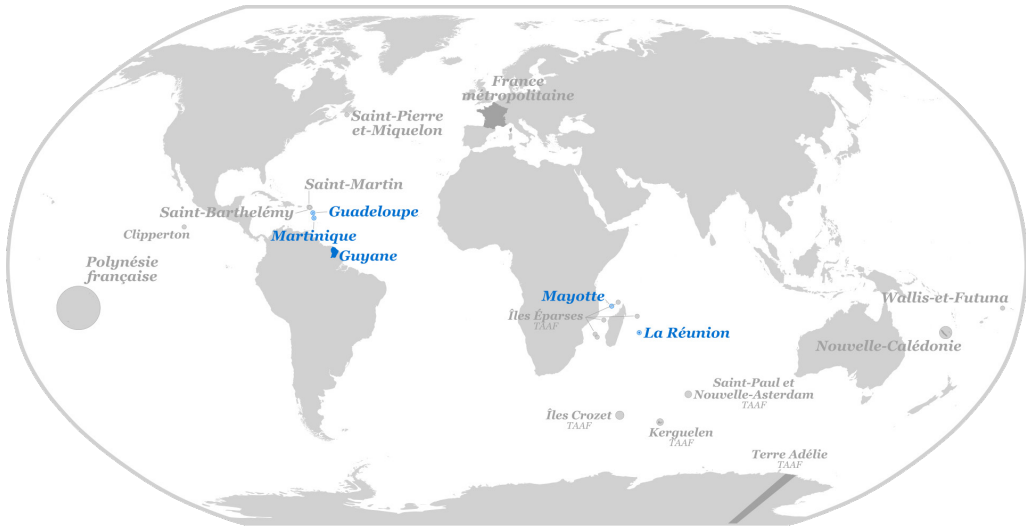 France
métropolitaine
Saint-Pierre
et-Miquelon
Saint-Martin
Saint-Barthelémy
Guadeloupe
Clipperton
Martinique
Guyane
Polynésie
française
Mayotte
Wallis-et-Futuna
Îles Éparses
TAAF
La Réunion
Nouvelle-Calédonie
Saint-Paul et
Nouvelle-Asterdam
TAAF
Îles Crozet
TAAF
Kerguelen
TAAF
Terre Adélie
TAAF